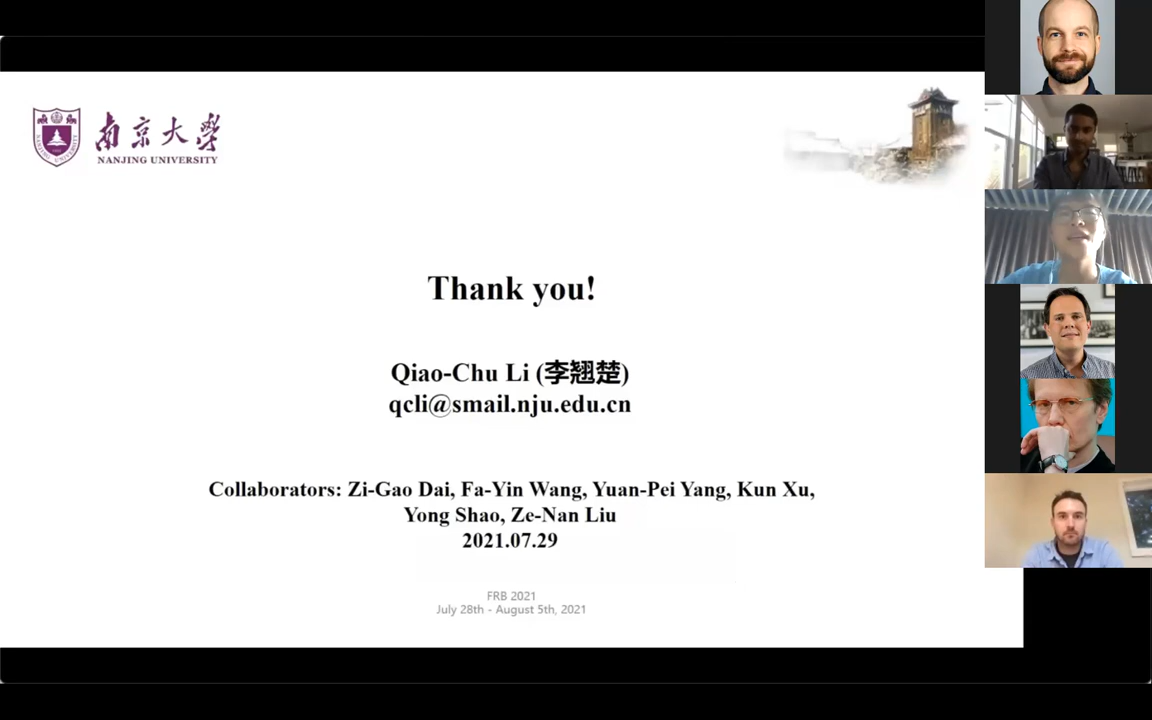 南京大學
NANJING UNIVERSITY
Thank you!
Qiao-Chu Li (李翘楚)
qcli@smail.nju.edu.cn
Collaborators: Zi-Gao Dai, Fa-Yin Wang, Yuan-Pei Yang, Kun Xu,
Yong Shao, Ze-Nan Liu
2021.07.29
FRB 2021
July 28th - August 5th, 2021